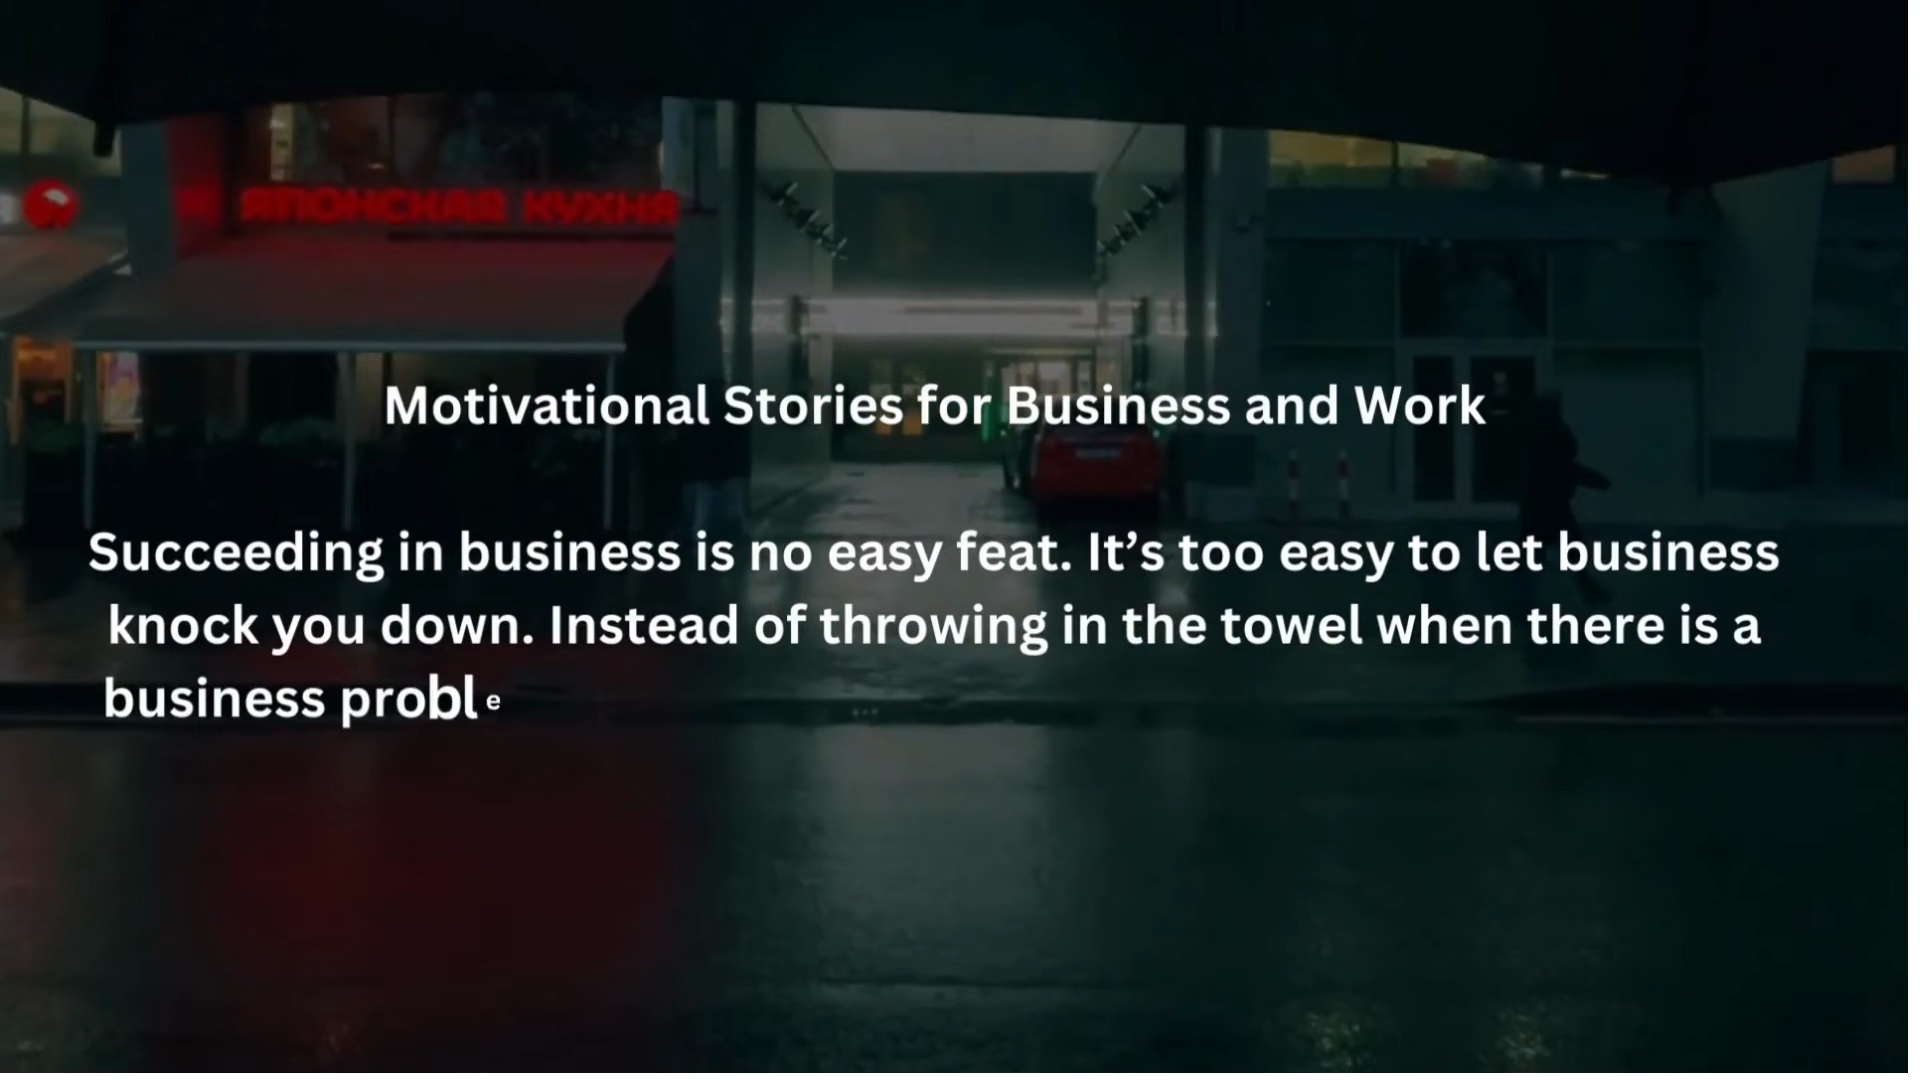 ЯПОНСКАЯ КУХНЯ
Motivational Stories for Business and Work
Succeeding in business is no easy feat. It’s too easy to let business
knock you down. Instead of throwing in the towel when there is a
business proble